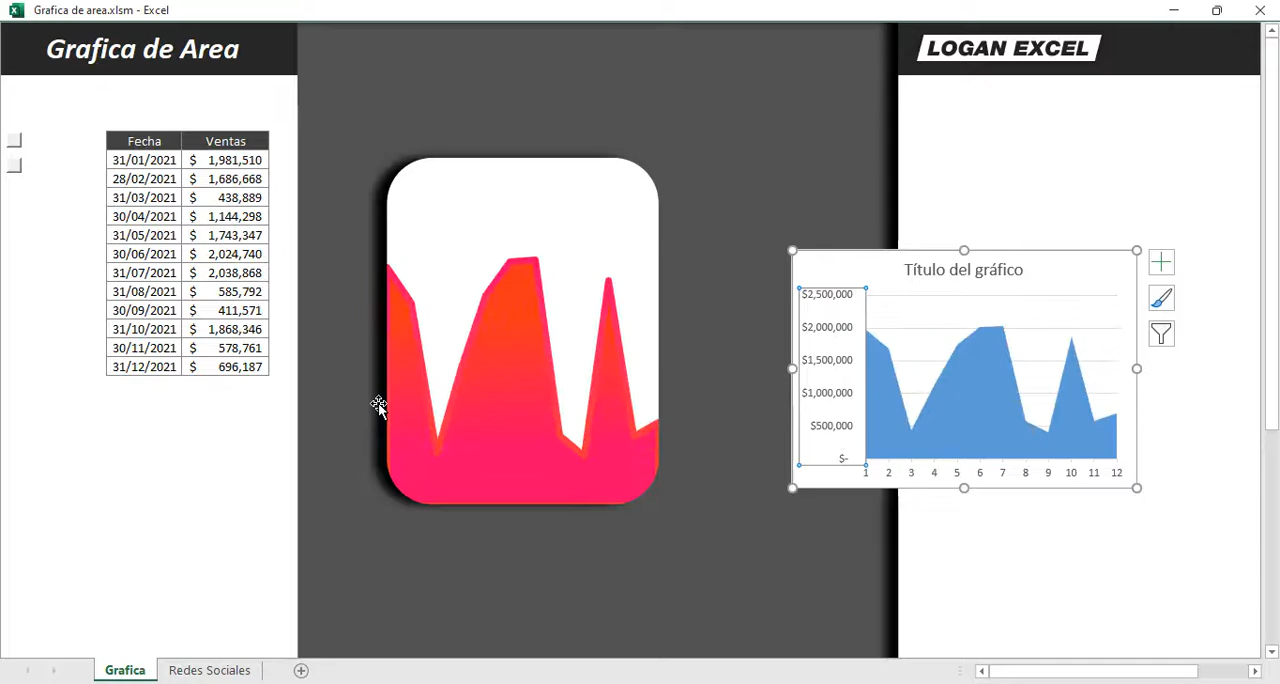 Grafica de area.xlsm - Excel
Grafica de Area
LOGAN EXCEL
Fecha Ventas
31/01/2021 $ 1,981,510
28/02/2021 $ 1,686,668
31/03/2021 $ 438,889
30/04/2021 $ 1,144,298
31/05/2021 $ 1,743,347
30/06/2021 $ 2,024,740
31/07/2021 $ 2,038,868
31/08/2021 $ 585,792
30/09/2021 $ 411,571
31/10/2021 $ 1,868,346
30/11/2021 $ 578,761
31/12/2021 $ 696,187
Título del gráfico
$2,500,000
$2,000,000
$1,500,000
$1,000,000
$500,000
$-
1 2 3 4 5 6 7 8 9 10 11 12
Grafica Redes Sociales